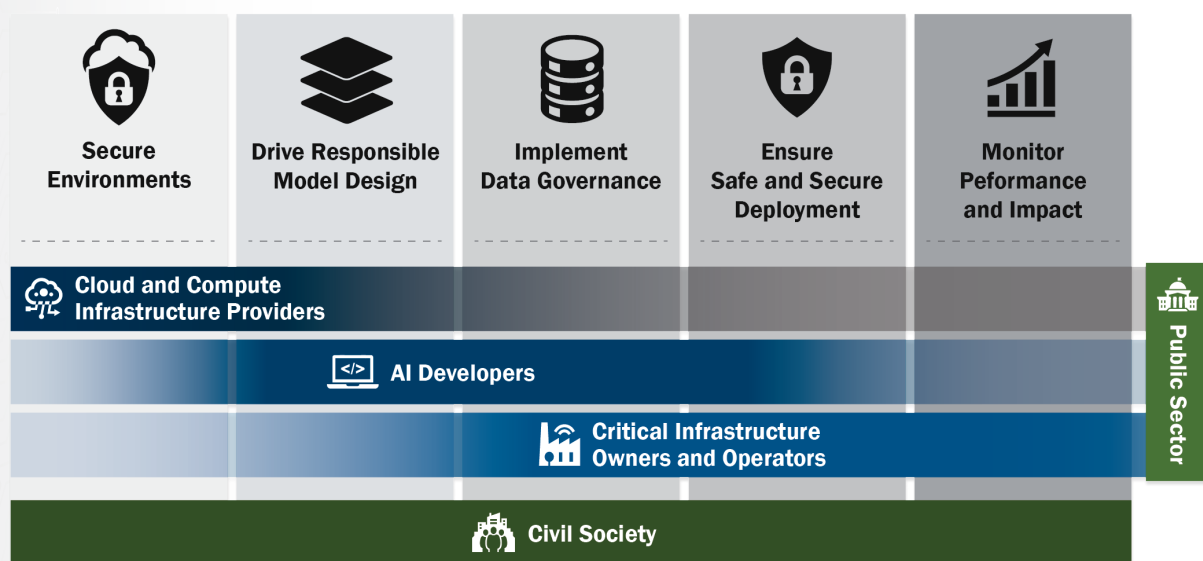 Secure
Environments
Drive Responsible
Model Design
Implement
Data Governance
Ensure
Safe and Secure
Deployment
Monitor
Peformance
and Impact
Cloud and Compute
Infrastructure Providers
</> AI Developers
Critical Infrastructure
Owners and Operators
Public Sector
Civil Society